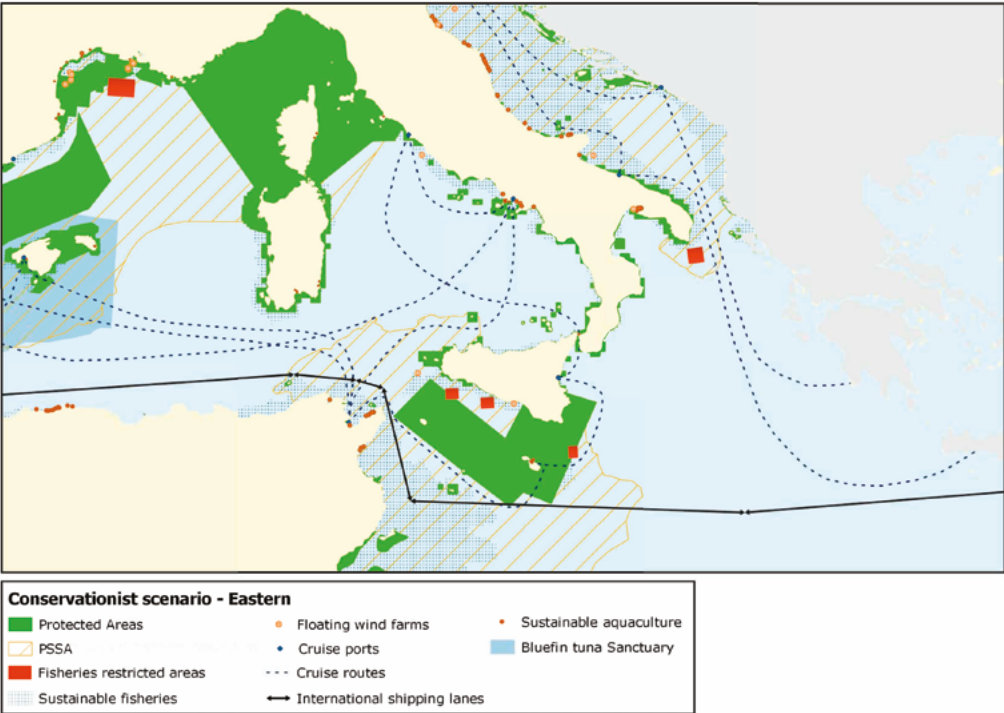 Conservationist scenario - Eastern
Protected Areas
PSSA
Fisheries restricted areas
Sustainable fisheries
Floating wind farms
Cruise ports
Cruise routes
International shipping lanes
Sustainable aquaculture
Bluefin tuna Sanctuary